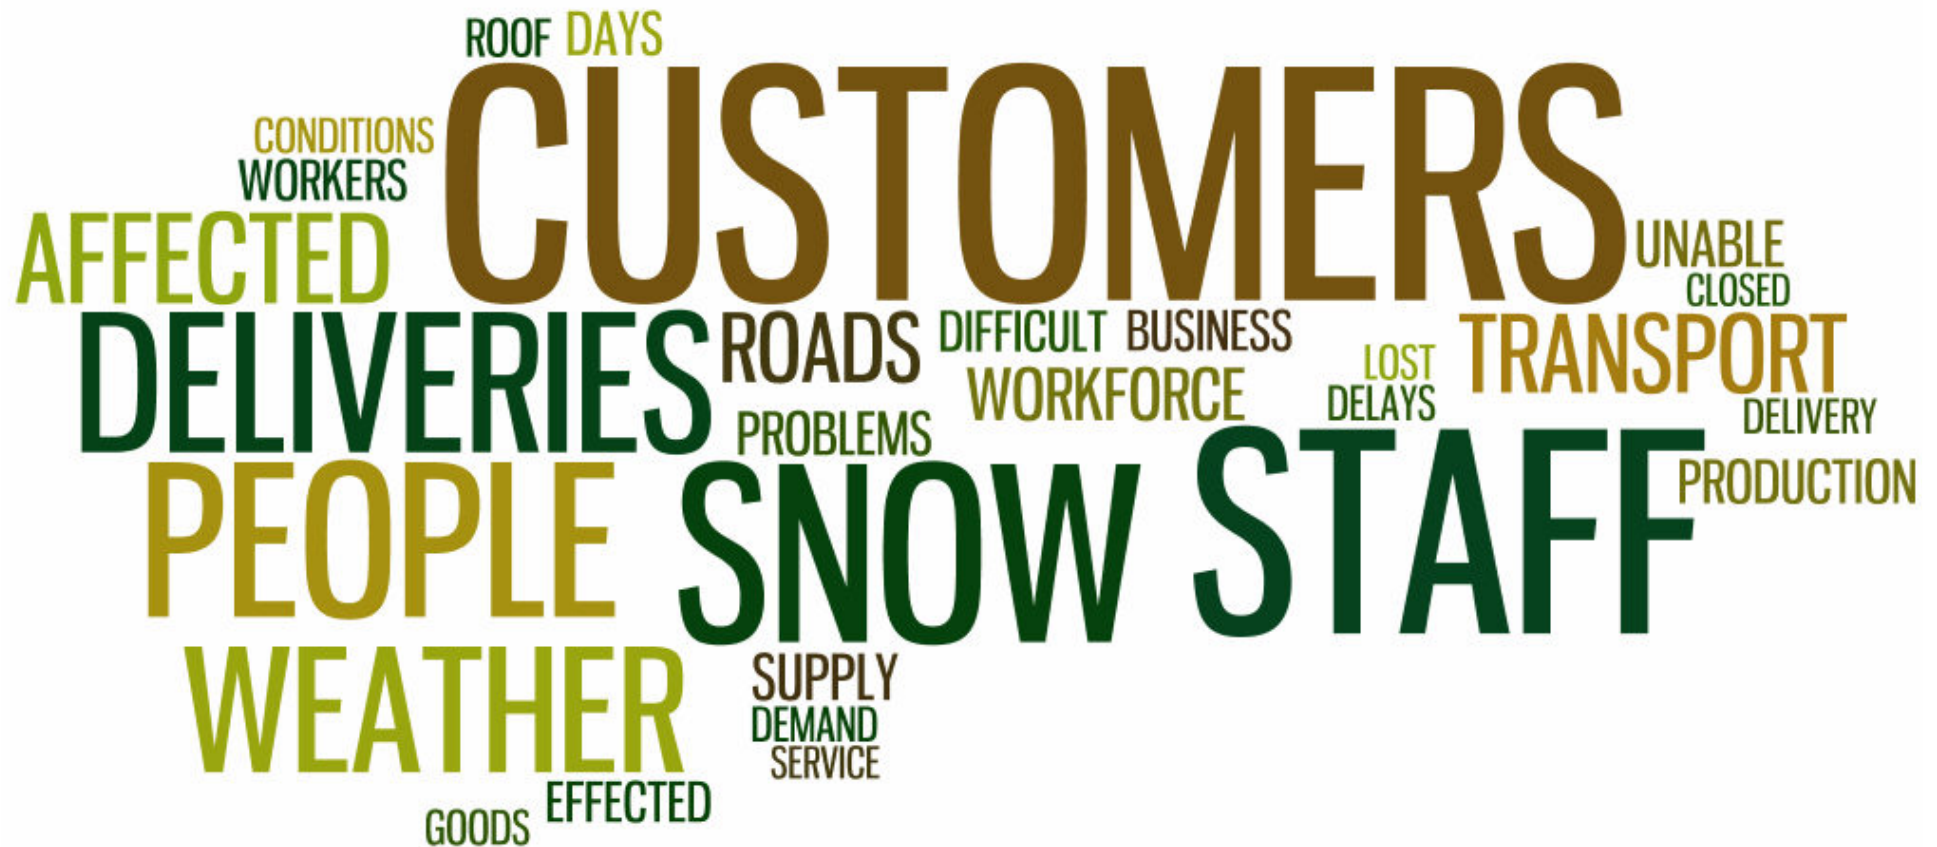 ROOF DAYS
CUSTOMERS
CONDITIONS
WORKERS
AFFECTED
UNABLE
CLOSED
DELIVERIES
ROADS
DIFFICULT BUSINESS
WORKFORCE
PROBLEMS
LOST
DELAYS
TRANSPORT
DELIVERY
PEOPLE
SNOW
STAFF
PRODUCTION
WEATHER
SUPPLY
DEMAND
SERVICE
EFFECTED
GOODS